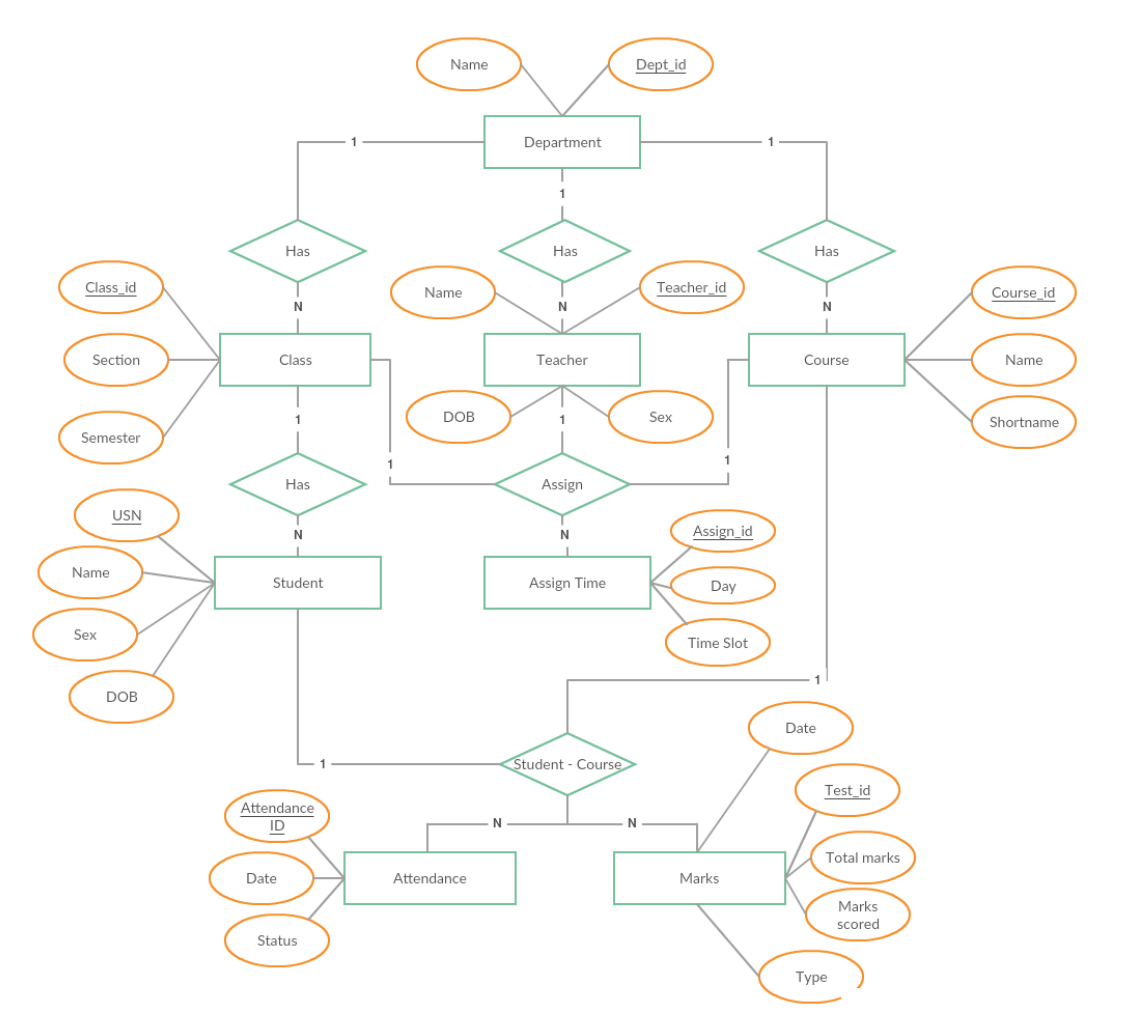 Name
Dept_id
Department
1
1
1
Has
Has
Has
Class_id
Name
Teacher_id
Course_id
N
N
N
Section
Class
Teacher
Course
Name
Semester
1
DOB
1
Sex
Shortname
1
1
Has
Assign
USN
N
N
Assign_id
Name
Student
Assign Time
Day
Sex
Time Slot
DOB
1
Date
1
Student - Course
Attendance
ID
Test_id
N
N
Date
Attendance
Marks
Total marks
Marks
scored
Status
Type